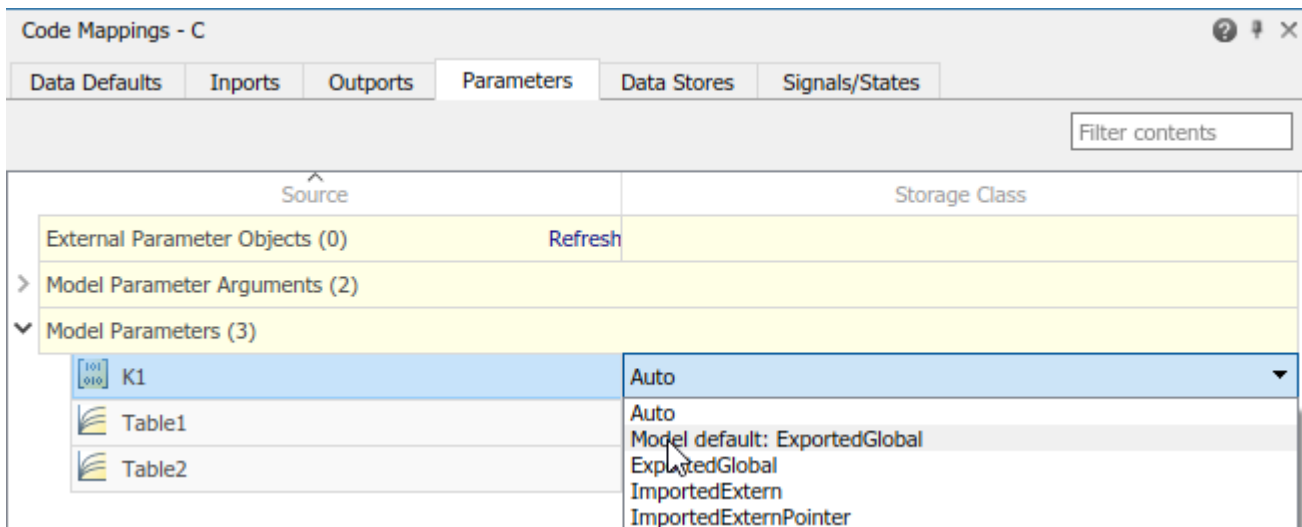 Code Mappings - C
Data Defaults Inports Outports Parameters Data Stores Signals/States
Filter contents
Source Storage Class
External Parameter Objects (0) Refresh
Model Parameter Arguments (2)
Model Parameters (3)
K1 Auto
Table1 Auto
Model default: ExportedGlobal
Table2 ExportedGlobal
ImportedExtern
ImportedExternPointer